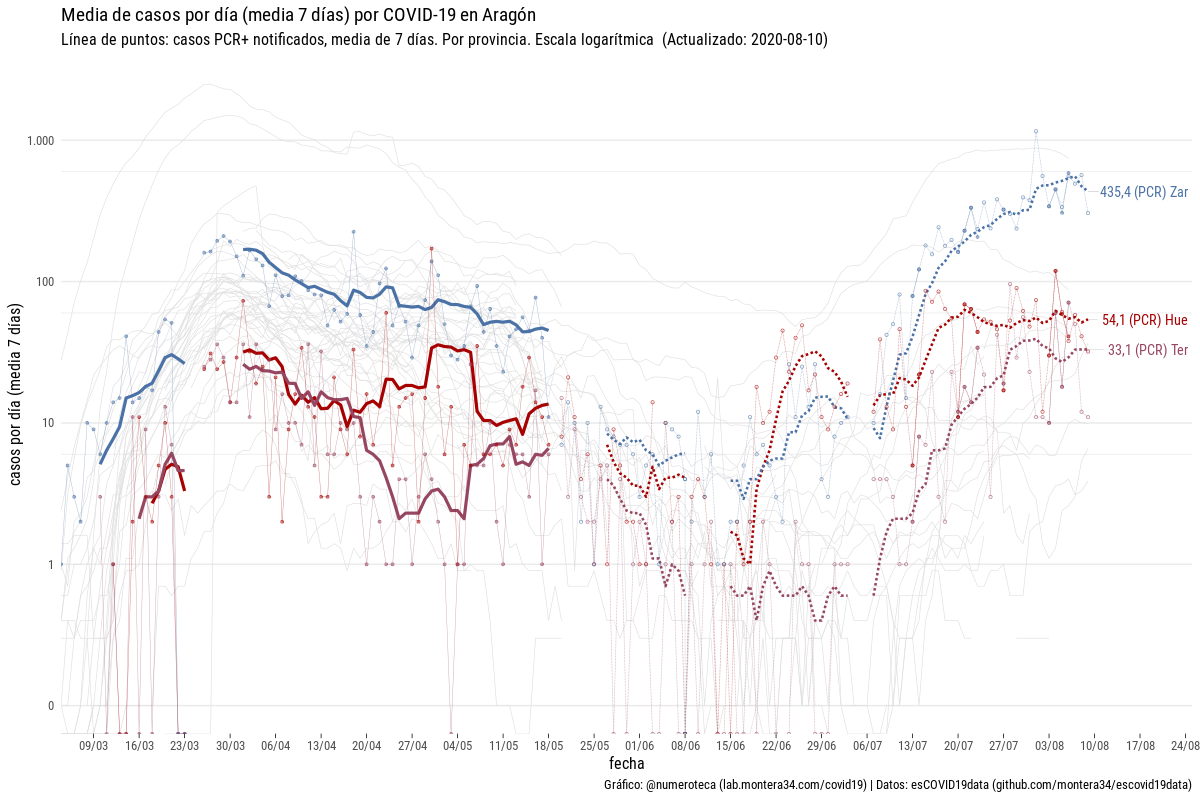 Media de casos por día (media 7 días) por COVID-19 en Aragón
Línea de puntos: casos PCR+ notificados, media de 7 días. Por provincia. Escala logarítmica (Actualizado: 2020-08-10)
casos por día (media 7 días)
1.000
100
10
1
0
435,4 (PCR) Zar
54,1 (PCR) Hue
33,1 (PCR) Ter
09/03 16/03 23/03 30/03 06/04 13/04 20/04 27/04 04/05 11/05 18/05 25/05 01/06 08/06 15/06 22/06 29/06 06/07 13/07 20/07 27/07 03/08 10/08 17/08 24/08
fecha
Gráfico: @numeroteca (lab.montera34.com/covid19) | Datos: esCOVID19data (github.com/montera34/escovid19data)